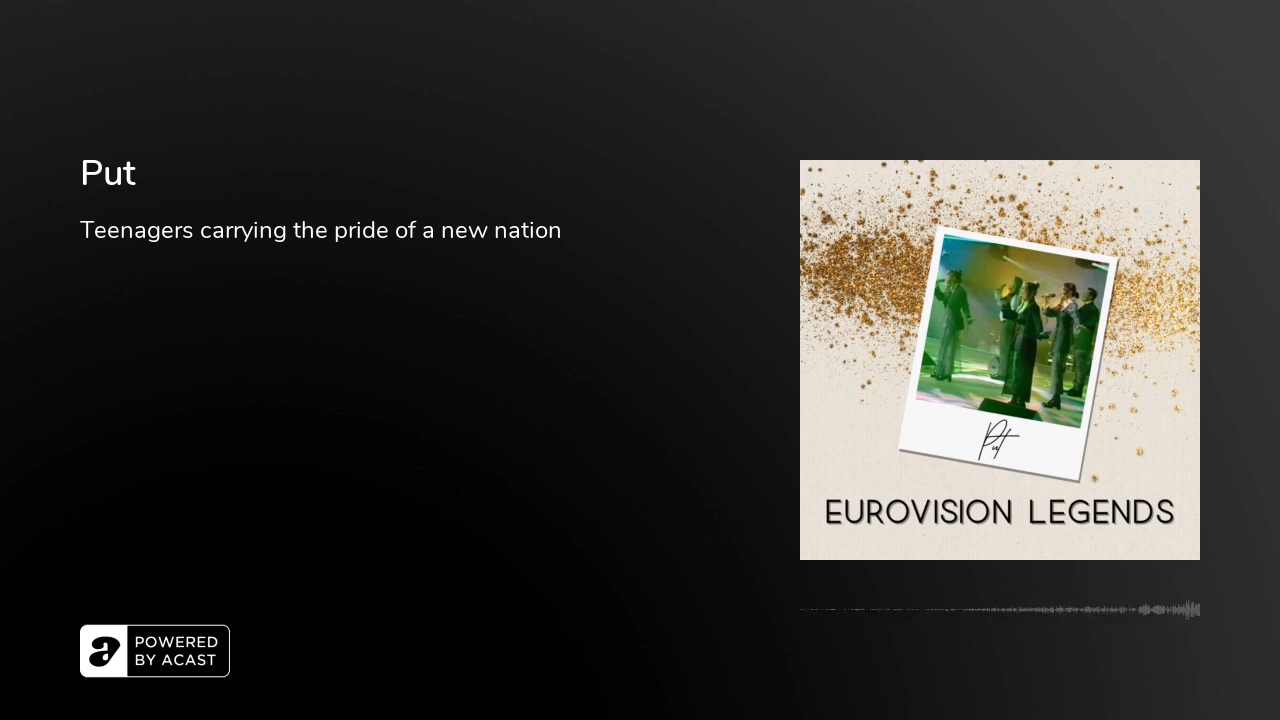 Put
Teenagers carrying the pride of a new nation
Put
EUROVISION LEGENDS
a POWERED
BY ACAST